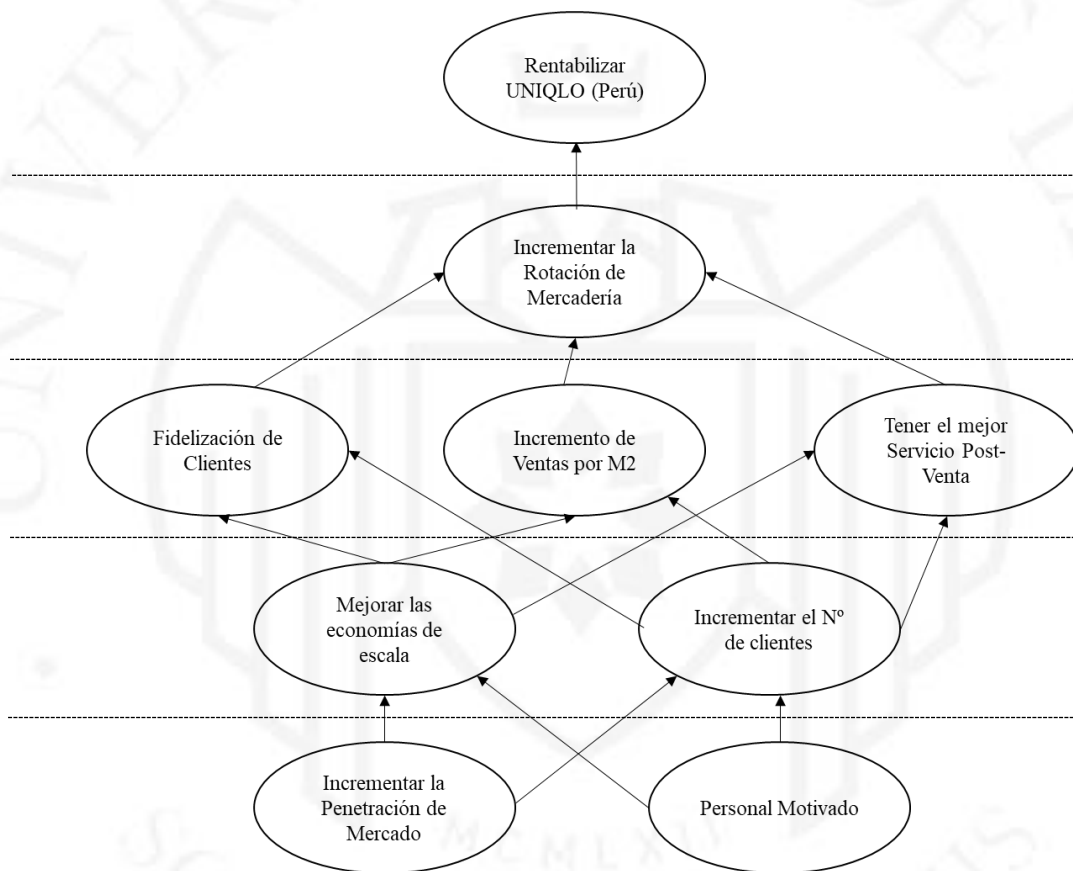 Rentabilizar
UNIQLO (Perú)
Incrementar la
Rotación de
Mercadería
Fidelización de
Clientes
Incremento de
Ventas por M2
Tener el mejor
Servicio Post-
Venta
Mejorar las
economías de
escala
Incrementar el Nº
de clientes
Incrementar la
Penetración de
Mercado
Personal Motivado
MCMLXII